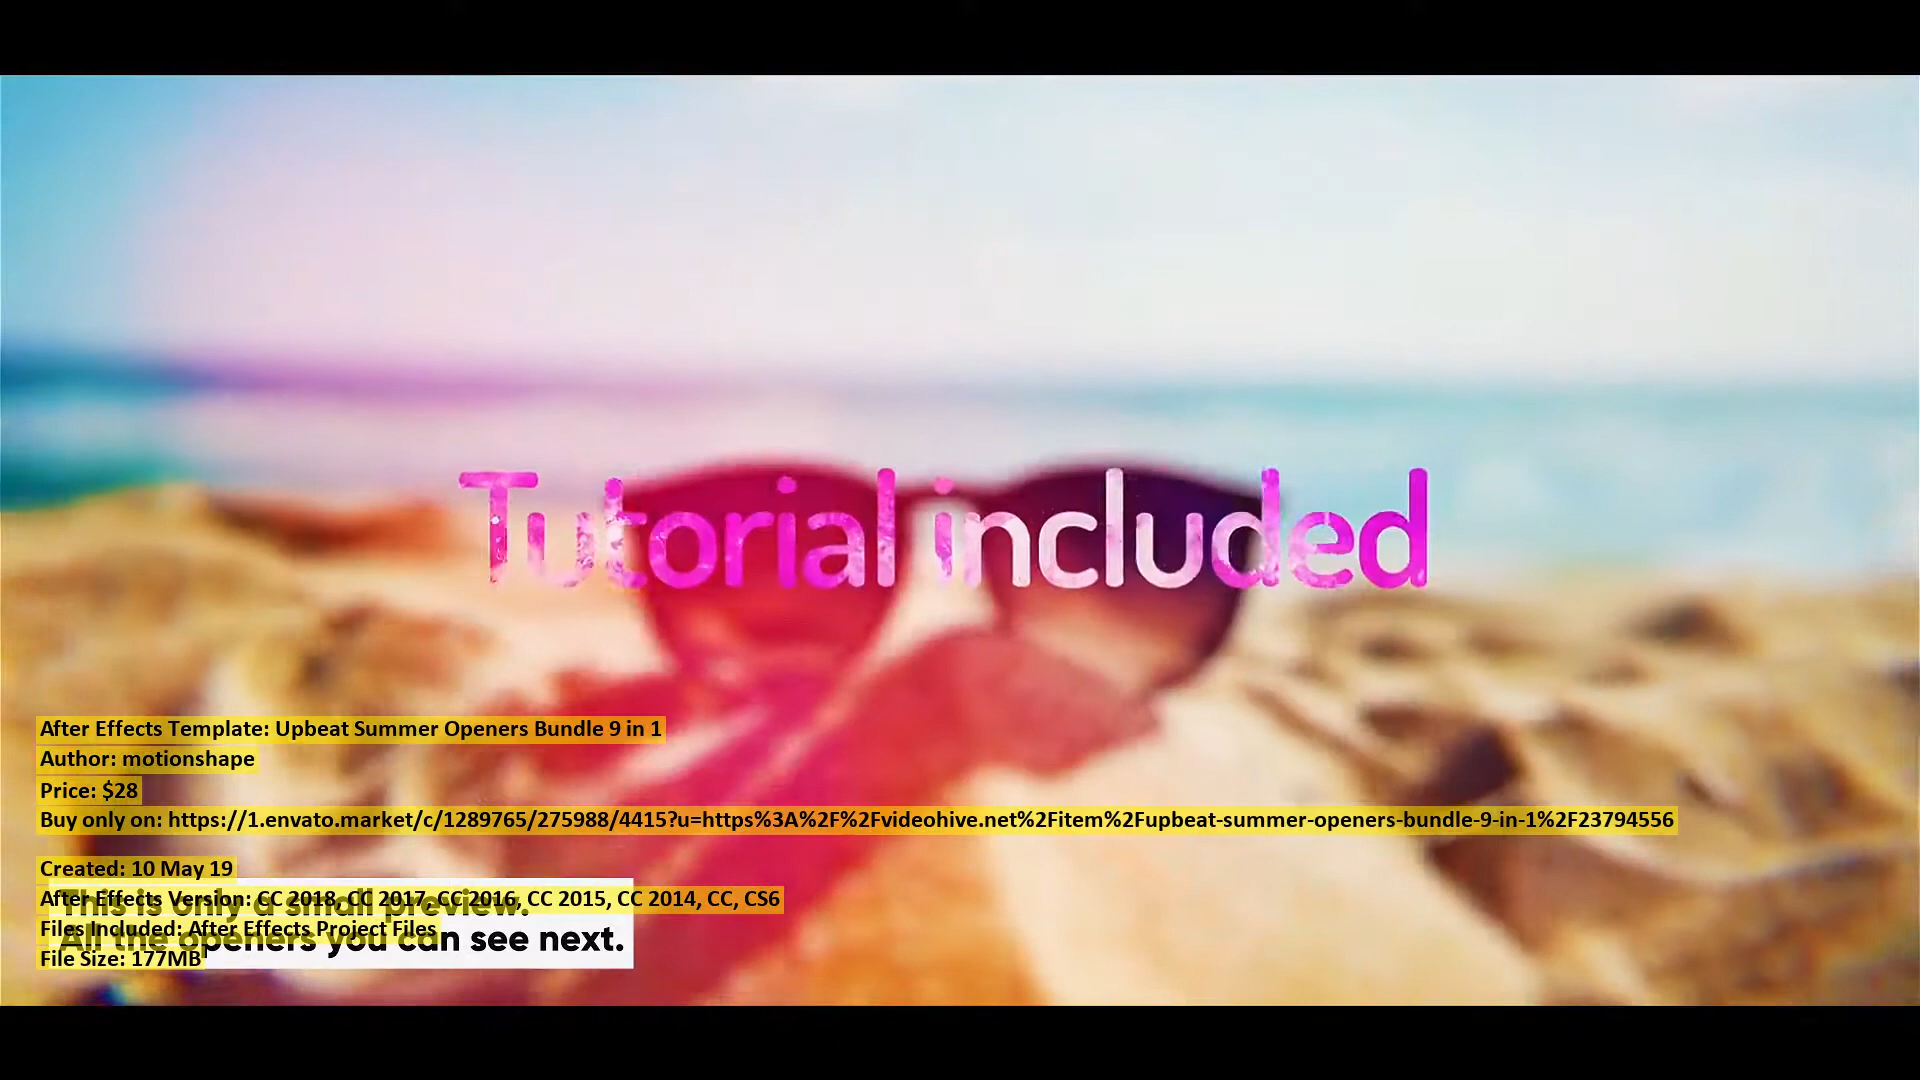 Tutorial included
After Effects Template: Upbeat Summer Openers Bundle 9 in 1
Author: motionshape
Price: $28
Buy only on: https://1.envato.market/c/1289765/275988/4415?u=https%3A%2F%2Fvideohive.net%2Fitem%2Fupbeat-summer-openers-bundle-9-in-1%2F23794556
Created: 10 May 19
This is only a small preview.
After Effects Version: CC 2018, CC 2017, CC 2016, CC 2015, CC 2014, CC, CS6
Files Included: After Effects Project Files
All the openers you can see next.
File Size: 177MB